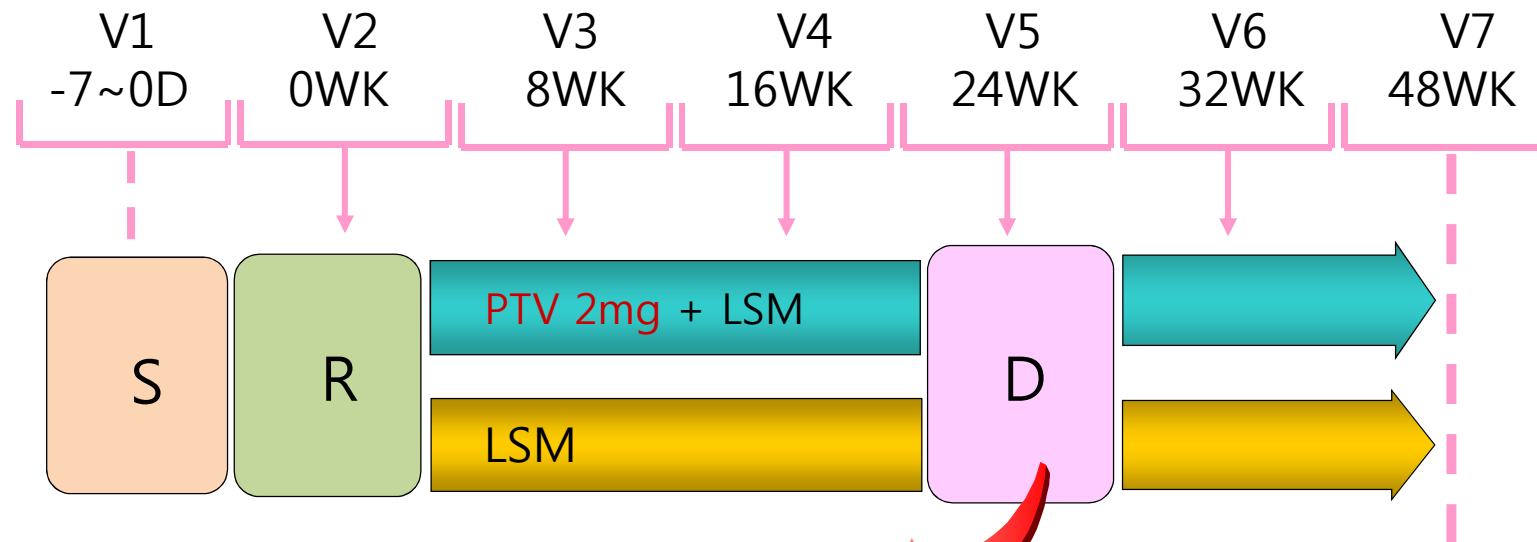 V1 V2 V3 V4 V5 V6 V7
-7~0D 0WK 8WK 16WK 24WK 32WK 48WK
PTV 2mg + LSM
S R D
LSM